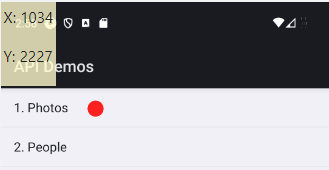 X: 1034
Y: 2227
API Demos
1. Photos
2. People